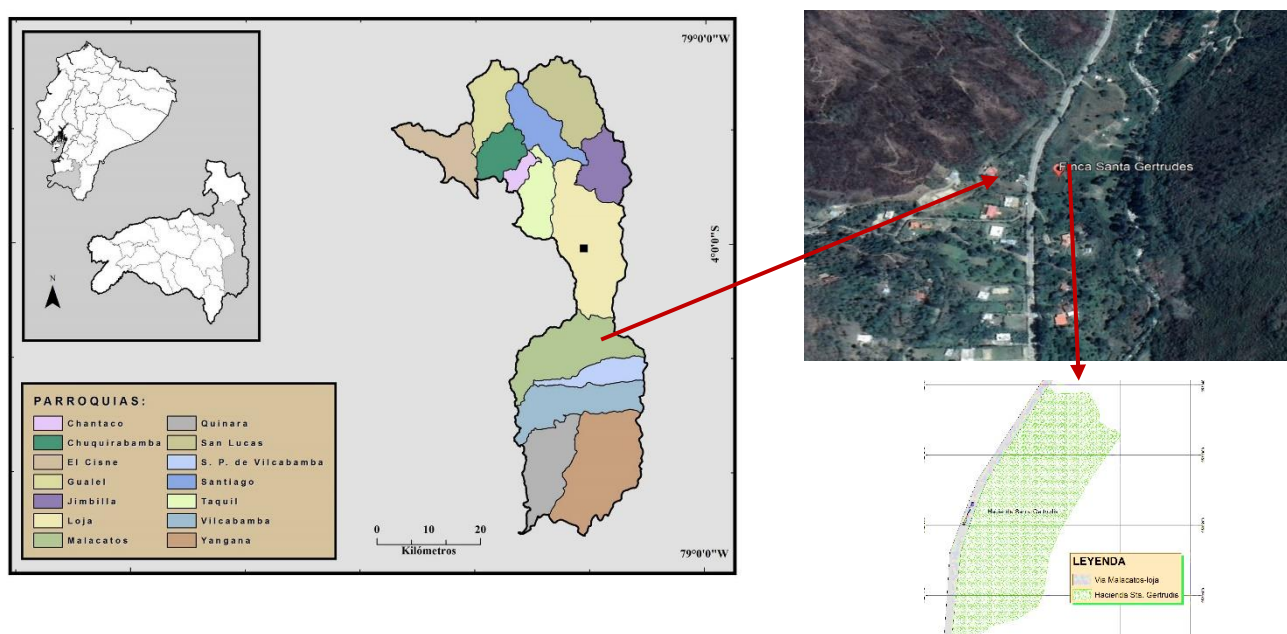 79°0'0"W
4°0'0"S
N
PARROQUIAS:
Chantaco
Chuquirabamba
El Cisne
Gualel
Jimbilla
Loja
Malacatos
Quinara
San Lucas
S. P. de Vilcabamba
Santiago
Taquil
Vilcabamba
Yangana
0 10 20
Kilómetros
79°0'0"W
Finca Santa Gertrudes
LEYENDA
Via Malacatos-loja
Hacienda Sta. Gertrudis